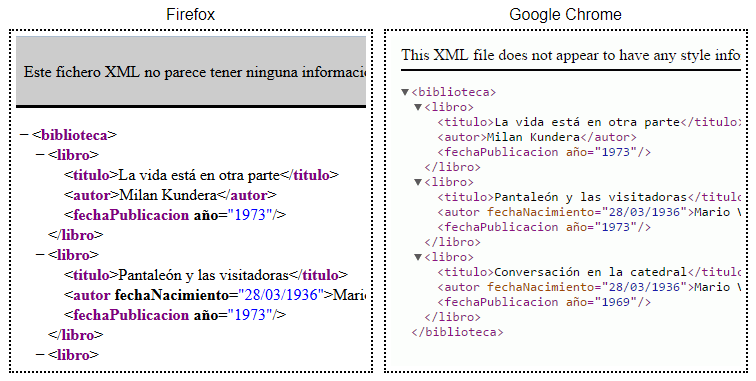 Firefox
Este fichero XML no parece tener ninguna
− <biblioteca>
− <libro>
<titulo>La vida está en otra parte</titulo>
<autor>Milan Kundera</autor>
<fechaPublicacion año="1973"/>
</libro>
− <libro>
<titulo>Pantaleón y las visitadoras</titulo>
<autor fechaNacimiento="28/03/1936">Mario
<fechaPublicacion año="1973"/>
</libro>
− <libro>
Google Chrome
This XML file does not appear to have any style info
▼<biblioteca>
▼<libro>
<titulo>La vida está en otra parte</titulo>
<autor>Milan Kundera</autor>
<fechaPublicacion año="1973"/>
</libro>
▼<libro>
<titulo>Pantaleón y las visitadoras</titulo>
<autor fechaNacimiento="28/03/1936">Mario V
<fechaPublicacion año="1973"/>
</libro>
▼<libro>
<titulo>Conversación en la catedral</titulo>
<autor fechaNacimiento="28/03/1936">Mario V
<fechaPublicacion año="1969"/>
</libro>
</biblioteca>